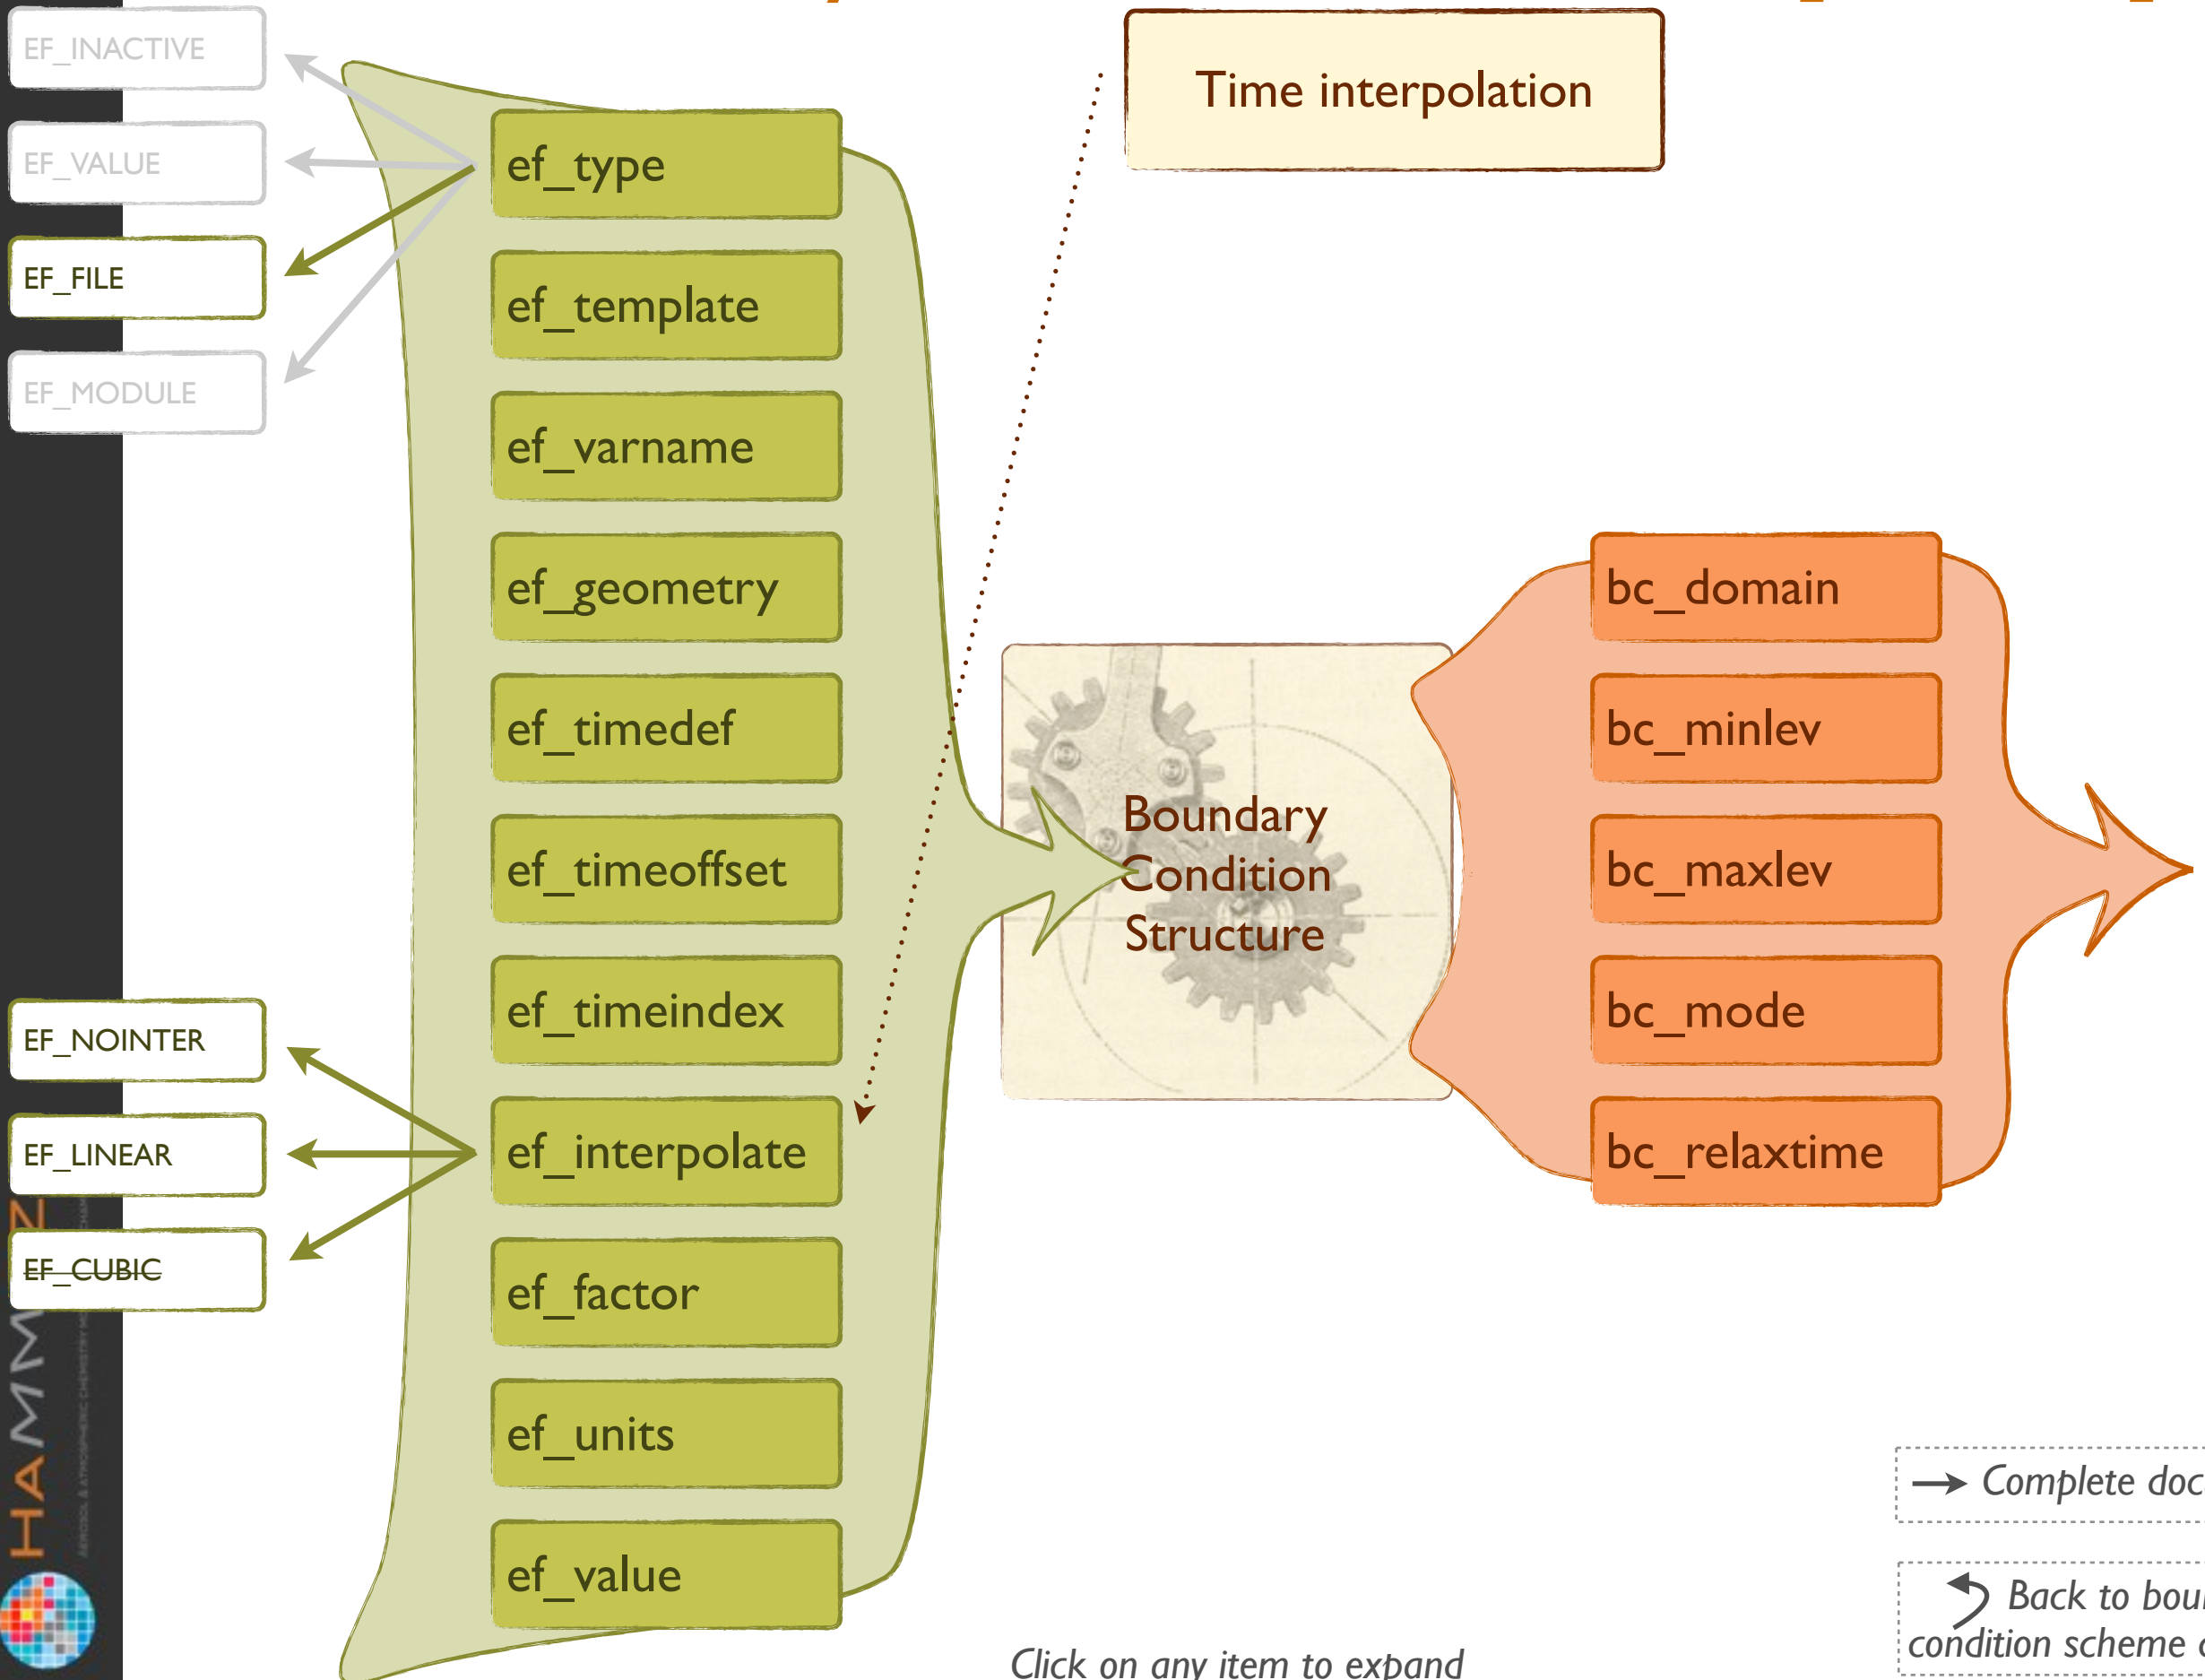 EF_INACTIVE
EF_VALUE
EF_FILE
EF_MODULE
EF_NOINTER
EF_LINEAR
EF_CUBIC
HAMM
Z
ef_type
ef_template
ef_varname
ef_geometry
ef_timedef
ef_timeoffset
ef_timeindex
ef_interpolate
ef_factor
ef_units
ef_value
Time interpolation
Boundary
Condition
Structure
bc_domain
bc_minlev
bc_maxlev
bc_mode
bc_relaxtime
Complete doc
Back to
condition scheme
Click on any item to expand